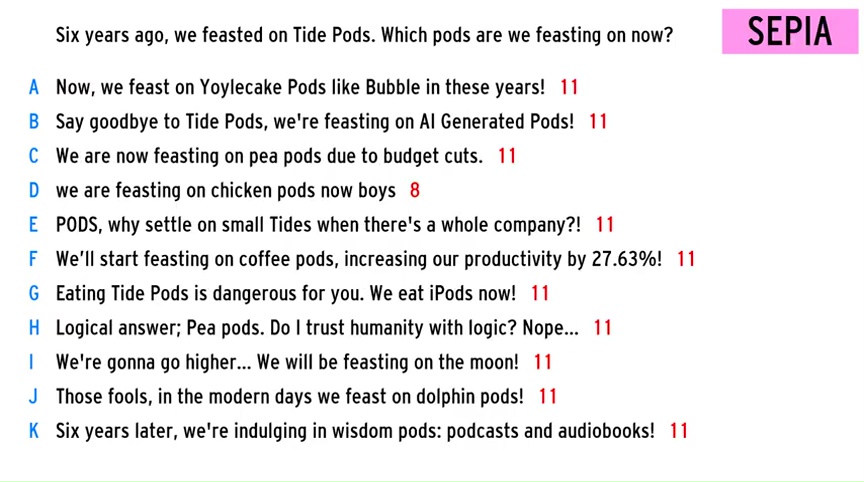 Six years ago, we feasted on Tide Pods. Which pods are we feasting on now?
SEPIA
A Now, we feast on Yoylecake Pods like Bubble in these years! 11
B Say goodbye to Tide Pods, we're feasting on AI Generated Pods! 11
C We are now feasting on pea pods due to budget cuts. 11
D we are feasting on chicken pods now boys 8
E PODS, why settle on small Tides when there's a whole company?! 11
F We’ll start feasting on coffee pods, increasing our productivity by 27.63%! 11
G Eating Tide Pods is dangerous for you. We eat iPods now! 11
H Logical answer; Pea pods. Do I trust humanity with logic? Nope... 11
I We're gonna go higher... We will be feasting on the moon! 11
J Those fools, in the modern days we feast on dolphin pods! 11
K Six years later, we're indulging in wisdom pods: podcasts and audiobooks! 11